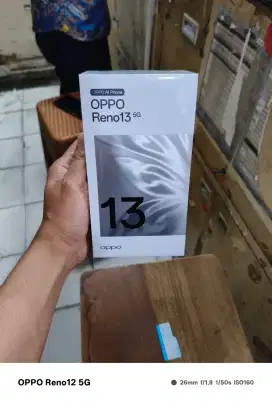 OPPO AI Phone
OPPO
Reno13 5G
13
oppo
OPPO Reno12 5G
26mm f/1.8 1/50s ISO160